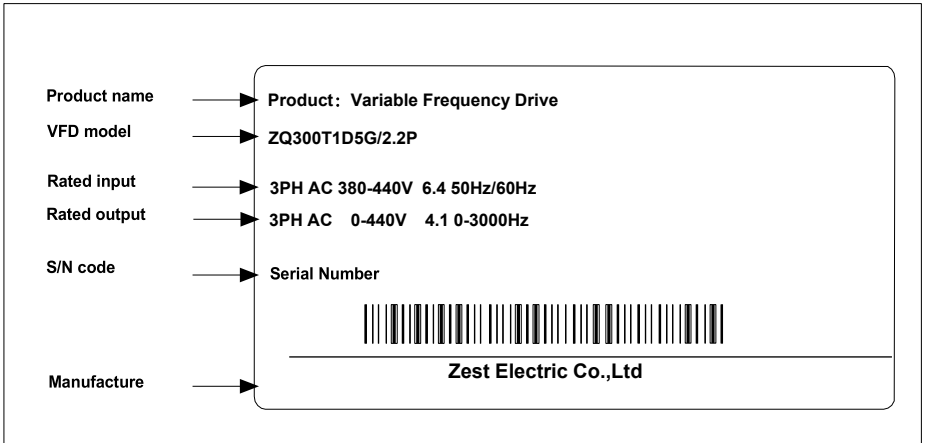 Product name
Product: Variable Frequency Drive
VFD model
ZQ300T1D5G/2.2P
Rated input
3PH AC 380-440V 6.4 50Hz/60Hz
Rated output
3PH AC 0-440V 4.1 0-3000Hz
S/N code
Serial Number
Zest Electric Co.,Ltd
Manufacture